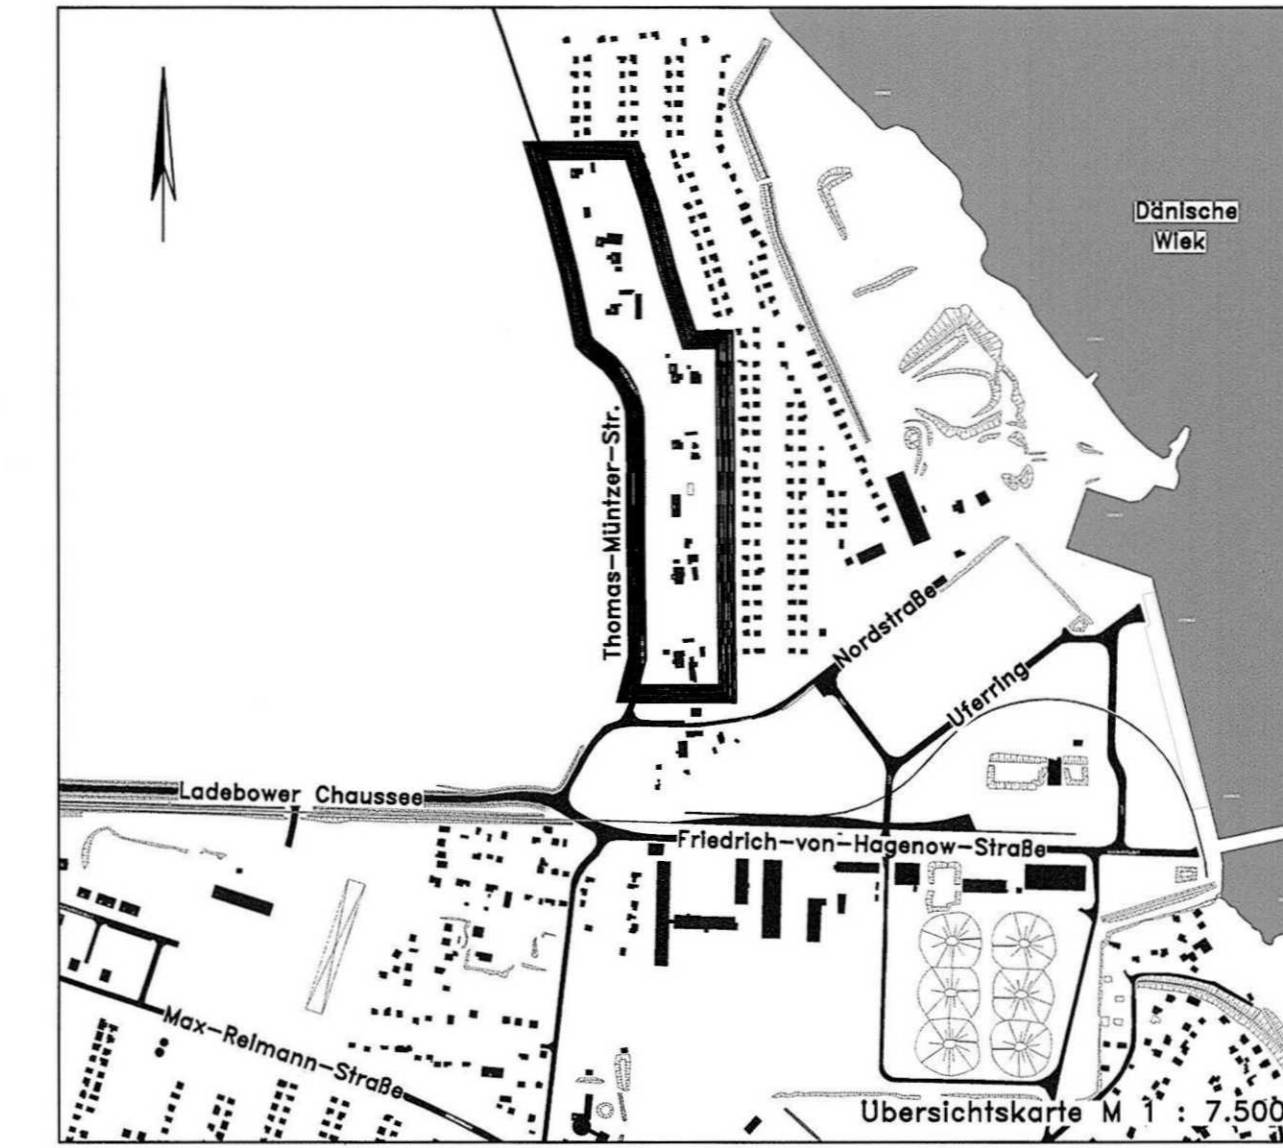 Dänische
Wiek
Thomas-Müntzer-Str.
Nordstraße
Uferring
Ladebower Chaussee
Friedrich-von-Hagenow-Straße
Max-Reimann-Straße
Übersichtskarte M 1 : 7.500